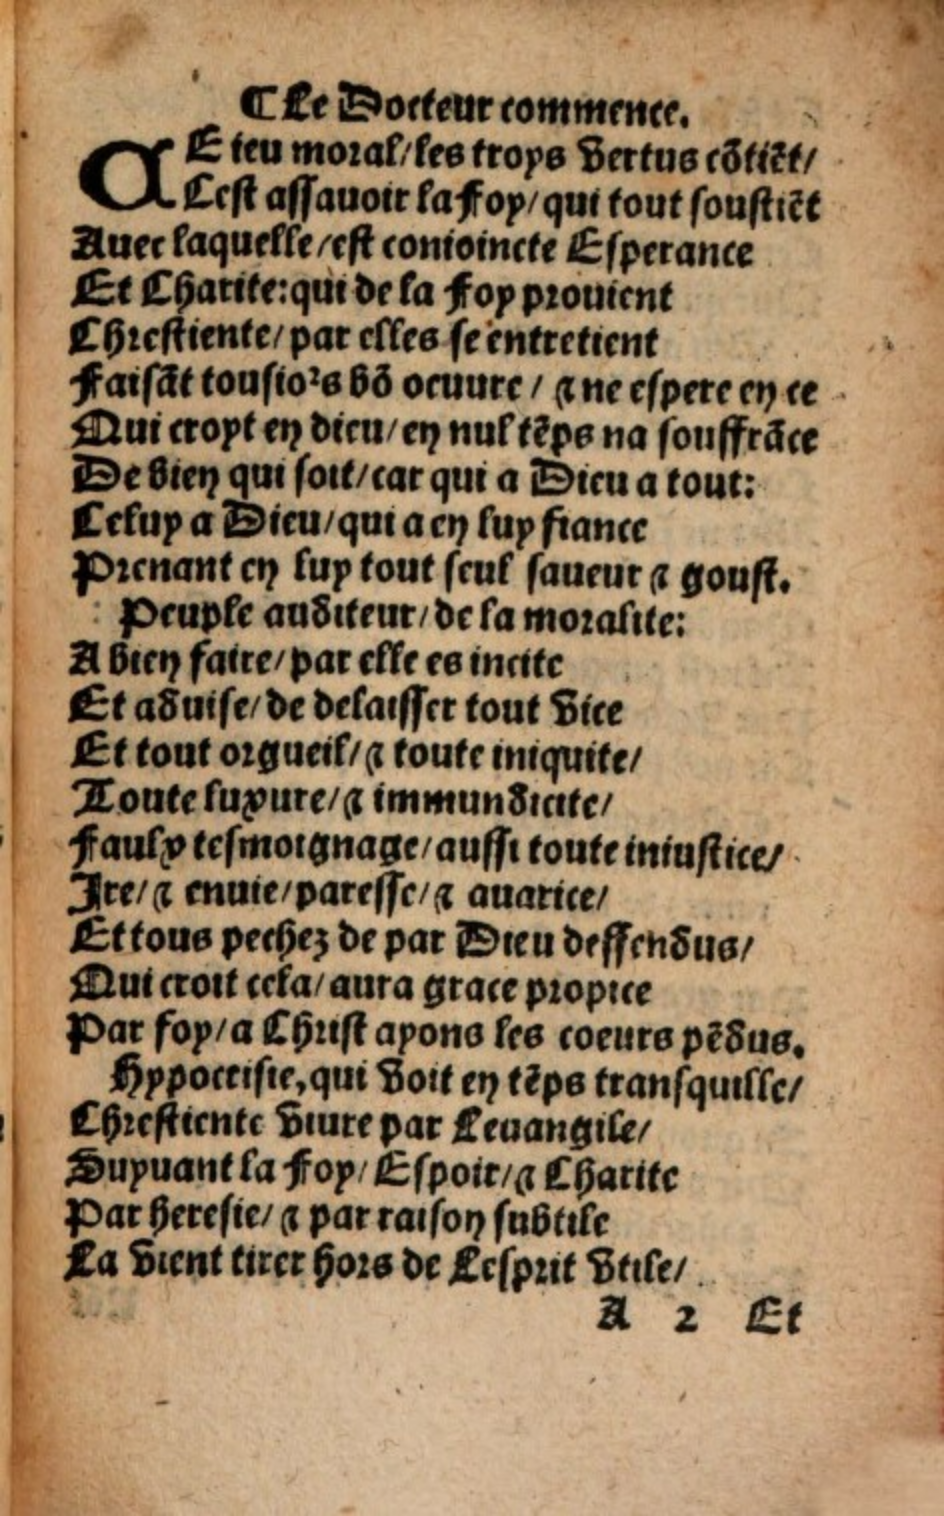 ¶Le Docteur commence.
CE ieu moral/les troys vertus cōtiēt/
Cest assauoir la foy/qui tout soustiēt
Auec laquelle/est conioincte Esperance
Et Charite:qui de la foy prouient
Chrestiente/par elles se entretient
Faisāt tousiors bō oeuure/⁊ ne espere en ce
Qui croyt en dieu/en nul tēps na souffrāce
De bien qui soit/car qui a Dieu a tout:
Celuy a Dieu/qui a en luy fiance
Prenant en luy tout seul saueur ⁊ goust.
Peuple auditeur/de la moralite:
A bien faire/par elle es incite
Et aduise/de delaisser tout vice
Et tout orgueil/⁊ toute iniquite/
Toute luxure/⁊ immundicite/
Faulx tesmoignage/aussi toute iniustice/
Ire/⁊ enuie/paresse/⁊ auarice/
Et tous pechez de par Dieu deffendus/
Qui croit cela/aura grace propice
Par foy/a Christ ayons les coeurs pēdus.
Hypocrisie,qui voit en tēps transquille/
Chrestiente viure par Leuangile/
Suyuant la foy/Espoir/⁊ Charite
Par heresie/⁊ par raison subtile
La vient tirer hors de Lesprit vtile/
A 2 Et